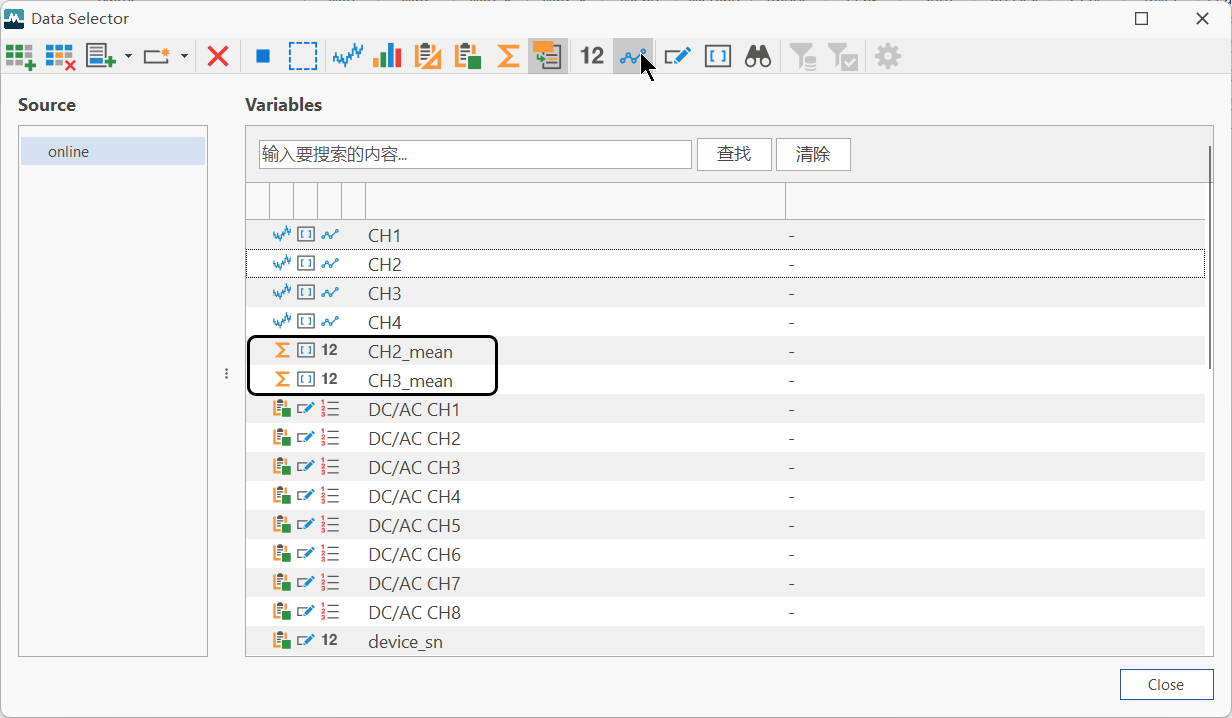 Data Selector
12
Source
Variables
online
输入要搜索的内容...
查找
清除
CH1 -
CH2 -
CH3 -
CH4 -
12 CH2_mean -
12 CH3_mean -
DC/AC CH1 -
DC/AC CH2 -
DC/AC CH3 -
DC/AC CH4 -
DC/AC CH5 -
DC/AC CH6 -
DC/AC CH7 -
DC/AC CH8 -
12 device_sn
Close